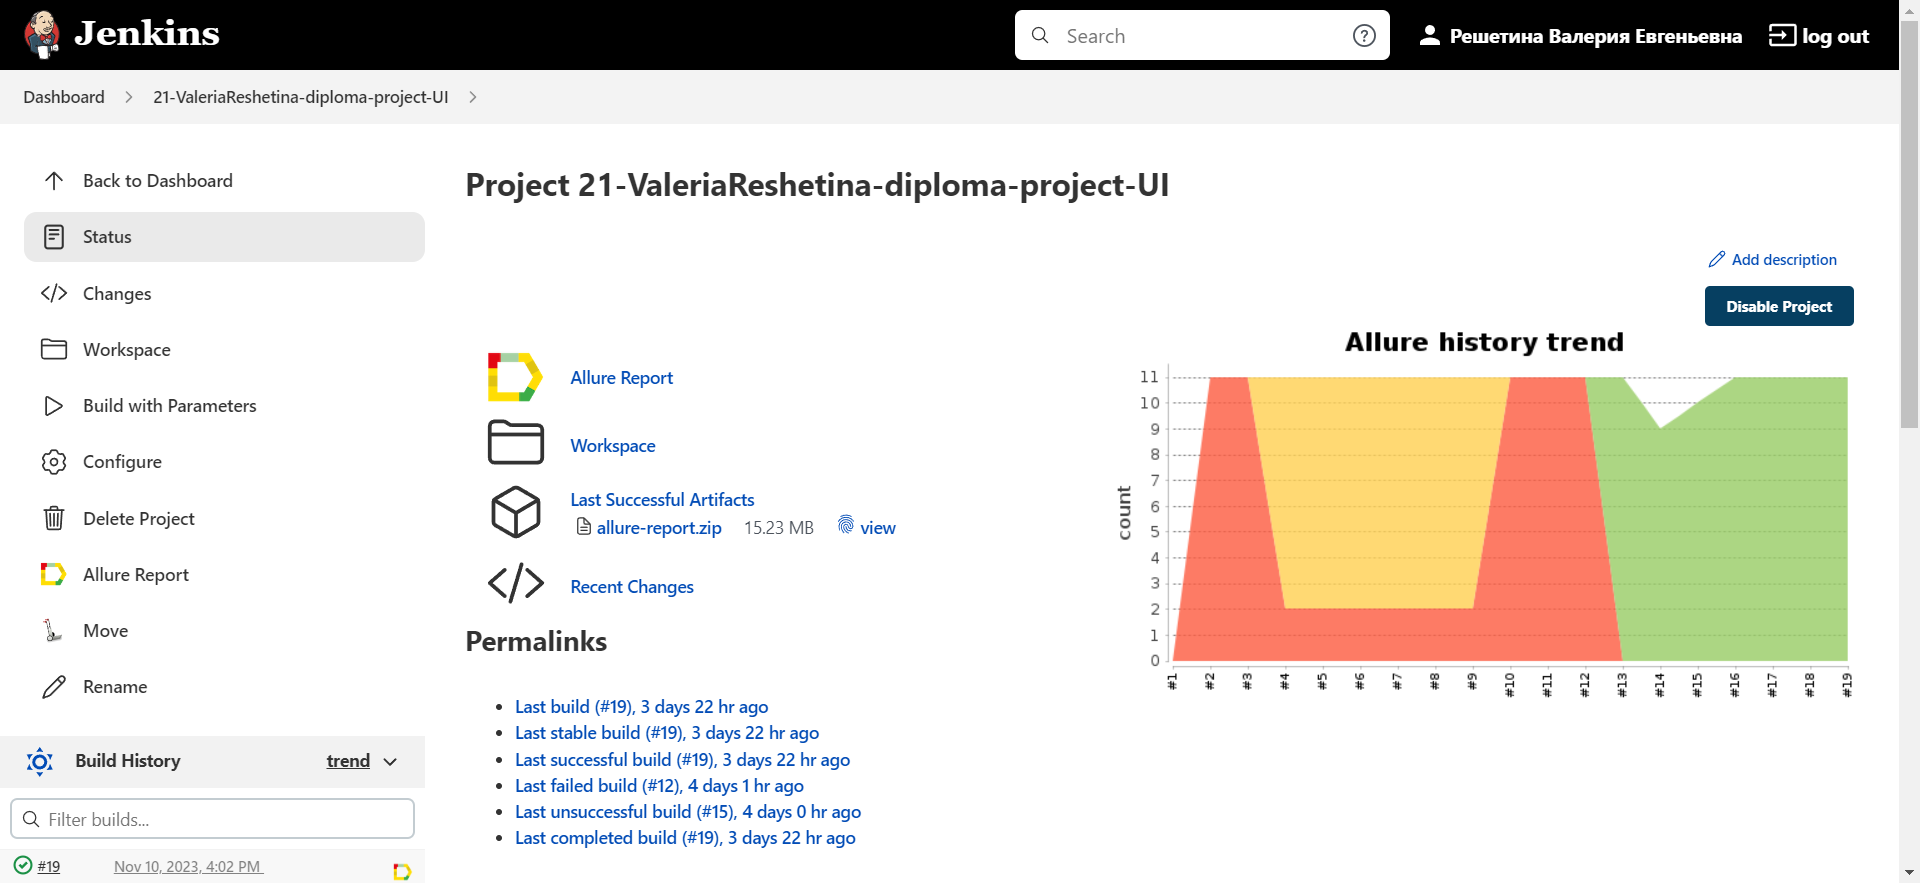 Jenkins
Search
Решетина Валерия Евгеньевна
log out
Dashboard
21-ValeriaReshetina-diploma-project-UI
Back to Dashboard
Status
Changes
Workspace
Build with Parameters
Configure
Delete Project
Allure Report
Move
Rename
Build History
trend
Filter builds...
#19
Nov 10, 2023, 4:02 PM
Project 21-ValeriaReshetina-diploma-project-UI
Add description
Disable Project
Allure Report
Workspace
Last Successful Artifacts
allure-report.zip 15.23 MB view
Recent Changes
Permalinks
Last build (#19), 3 days 22 hr ago
Last stable build (#19), 3 days 22 hr ago
Last successful build (#19), 3 days 22 hr ago
Last failed build (#12), 4 days 1 hr ago
Last unsuccessful build (#15), 4 days 0 hr ago
Last completed build (#19), 3 days 22 hr ago
Allure history trend
count
11
10
9
8
7
6
5
4
3
2
1
0
#1 #2 #3 #4 #5 #6 #7 #8 #9 #10 #11 #12 #13 #14 #15 #16 #17 #18 #19